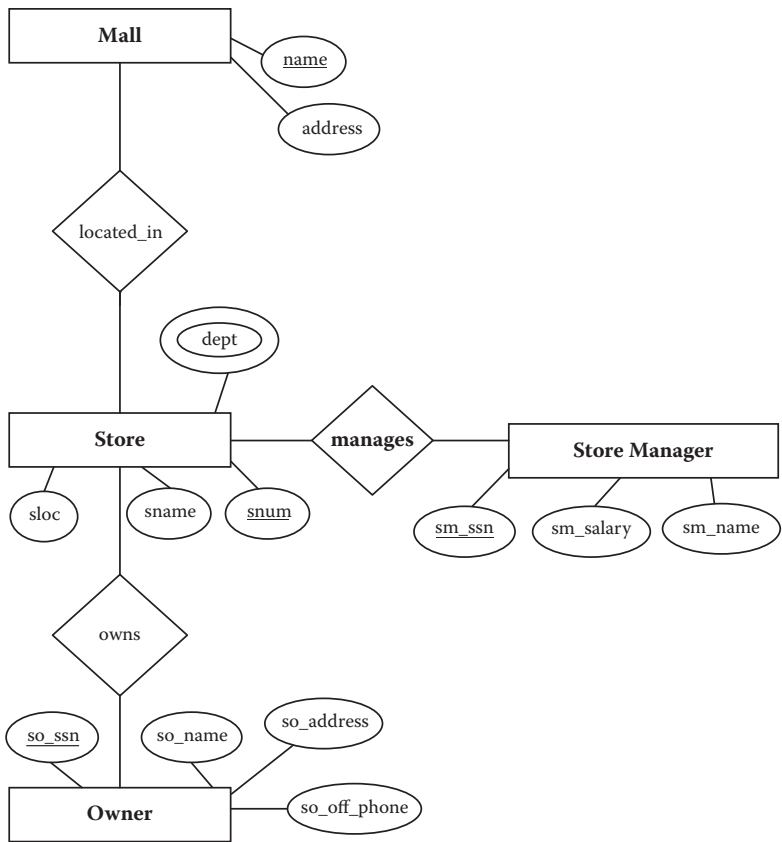 Mall
name
address
located_in
dept
Store
manages
Store Manager
sloc
sname
snum
sm_ssn
sm_salary
sm_name
owns
so_ssn
so_name
so_address
so_off_phone
Owner